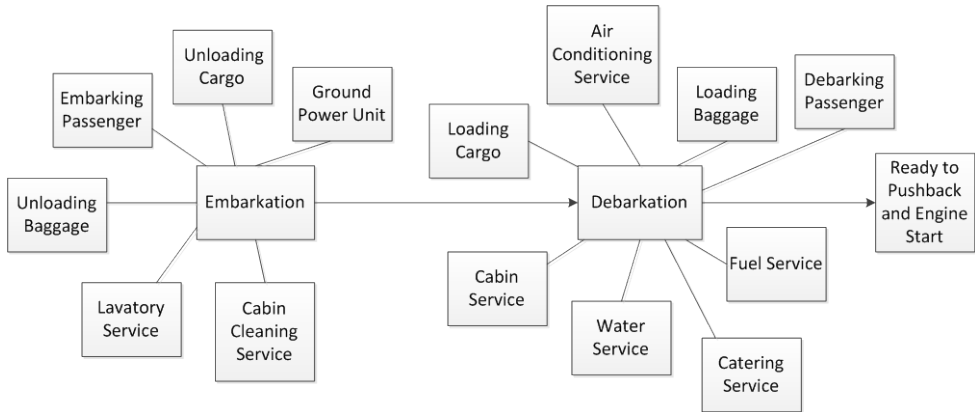 Unloading
Cargo
Embarking
Passenger
Ground
Power Unit
Unloading
Baggage
Embarkation
Lavatory
Service
Cabin
Cleaning
Service
Air
Conditioning
Service
Loading
Baggage
Debarking
Passenger
Loading
Cargo
Debarkation
Ready to
Pushback
and Engine
Start
Cabin
Service
Water
Service
Fuel Service
Catering
Service